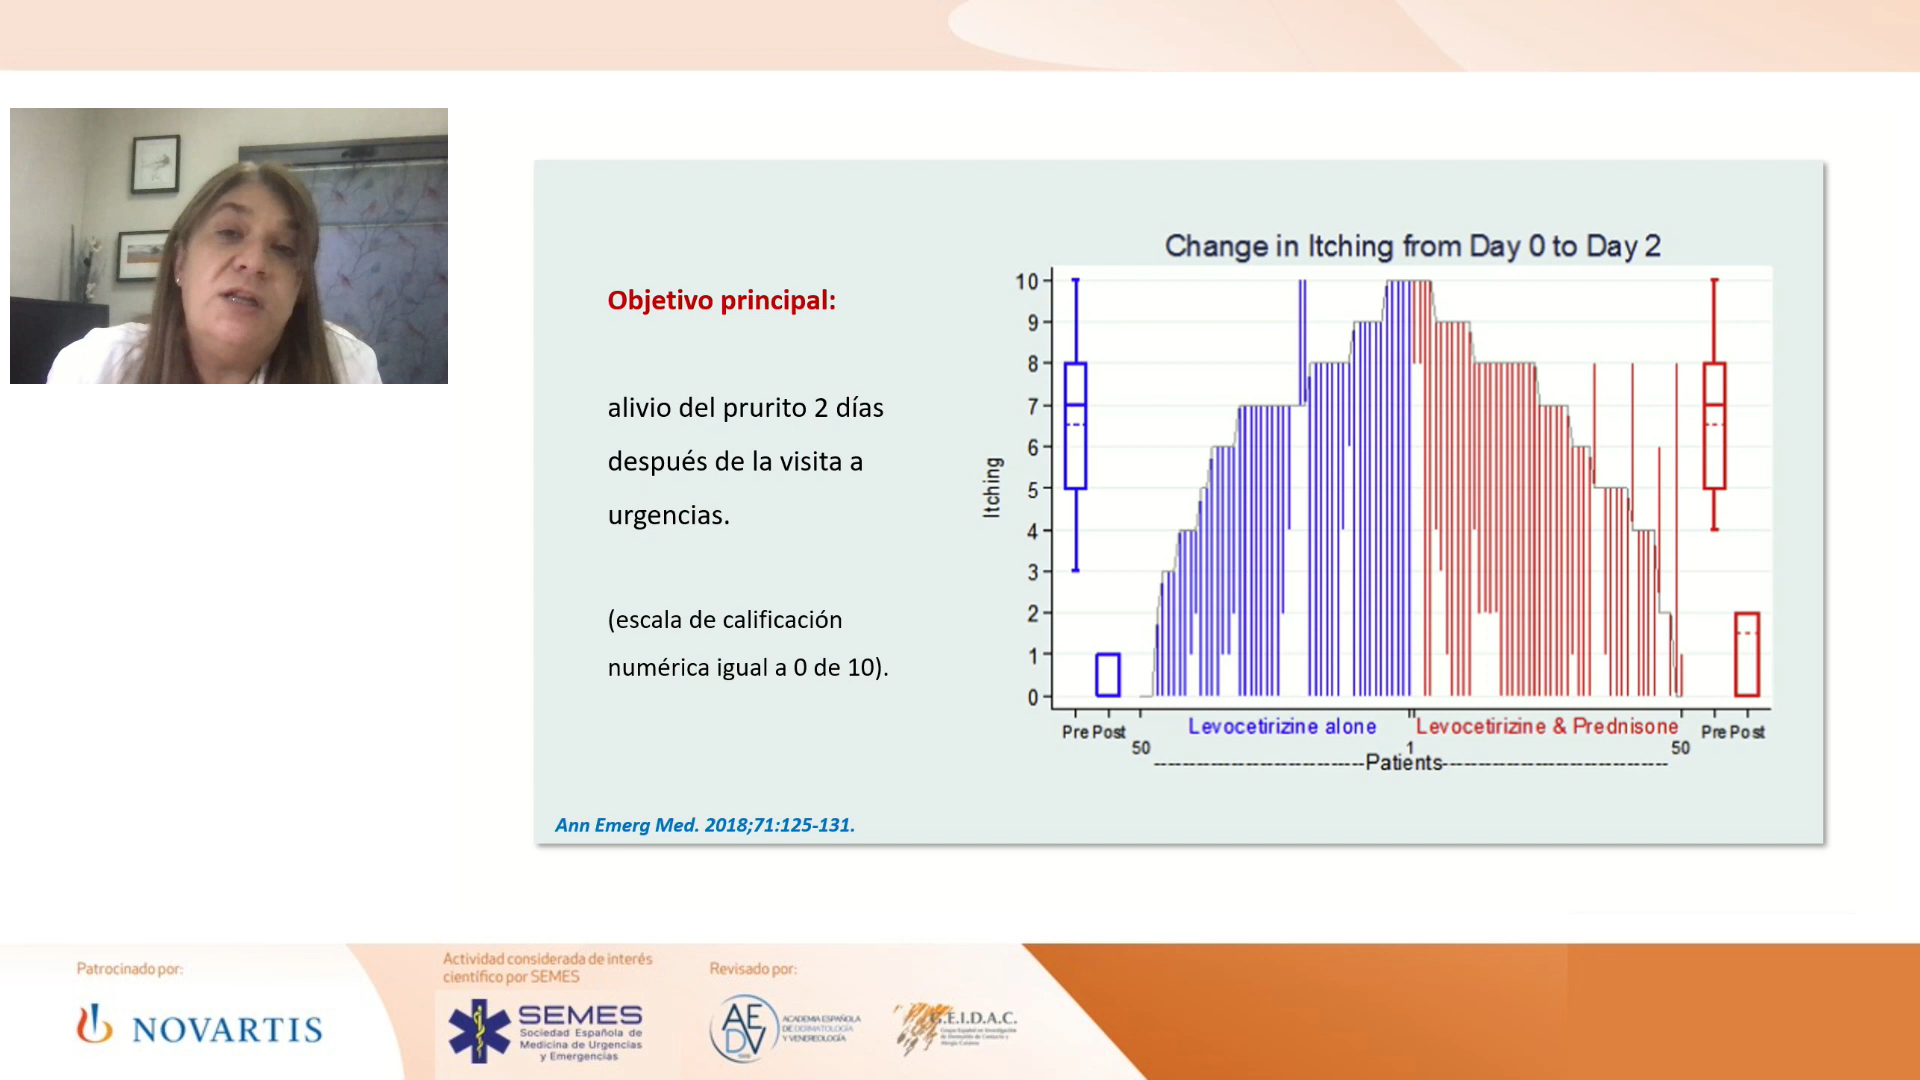 Change in Itching from Day 0 to Day 2
Objetivo principal:
alivio del prurito 2 días
después de la visita a
urgencias.
(escala de calificación
numérica igual a 0 de 10).
Itching
10
9
8
7
6
5
4
3
2
1
0
Pre Post
50
Levocetirizine alone
1
Levocetirizine & Prednisone
50
Pre Post
Patients
Ann Emerg Med. 2018;71:125-131.
Patrocinado por:
NOVARTIS
Actividad considerada de interés
científico por SEMES
SEMES
Sociedad Española de
Medicina de Urgencias
y Emergencias
Revisado por:
AEDV
ACADEMIA ESPAÑOLA
DE DERMATOLOGÍA
Y VENEREOLOGÍA
G.E.I.D.A.C.